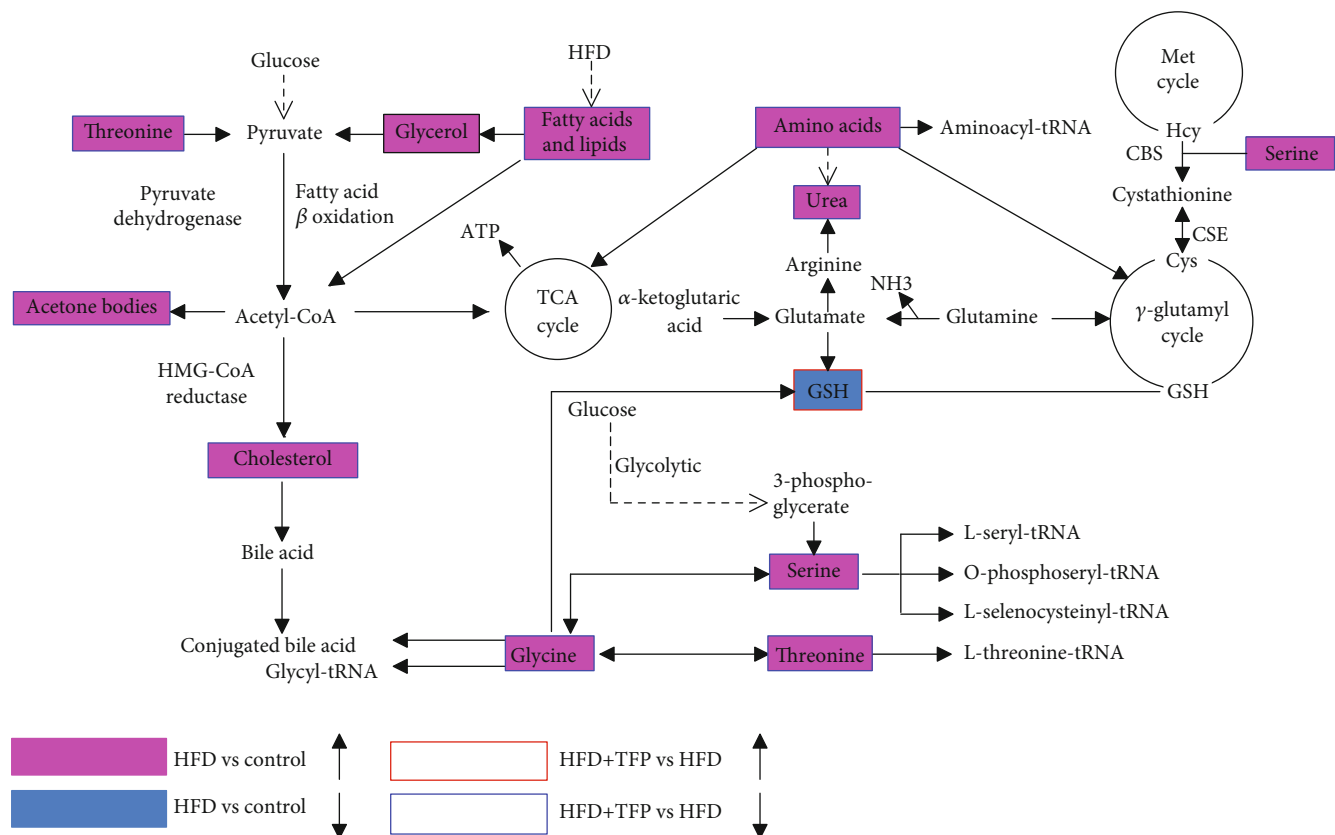 Glucose
HFD
Met
cycle
Threonine
Pyruvate
Glycerol
Fatty acids
and lipids
Amino acids
Aminoacyl-tRNA
Hcy
CBS
Serine
Pyruvate
dehydrogenase
Fatty acid
β oxidation
Urea
Cystathionine
ATP
CSE
Arginine
Cys
Acetone bodies
Acetyl-CoA
TCA
cycle
α-ketoglutaric
acid
Glutamate
NH3
Glutamine
γ-glutamyl
cycle
HMG-CoA
reductase
GSH
GSH
Glucose
Cholesterol
Glycolytic
3-phospho-
glycerate
Bile acid
Serine
L-seryl-tRNA
O-phosphoseryl-tRNA
L-selenocysteinyl-tRNA
Conjugated bile acid
Glycyl-tRNA
Glycine
Threonine
L-threonine-tRNA
HFD vs control
HFD+TFP vs HFD
HFD vs control
HFD+TFP vs HFD